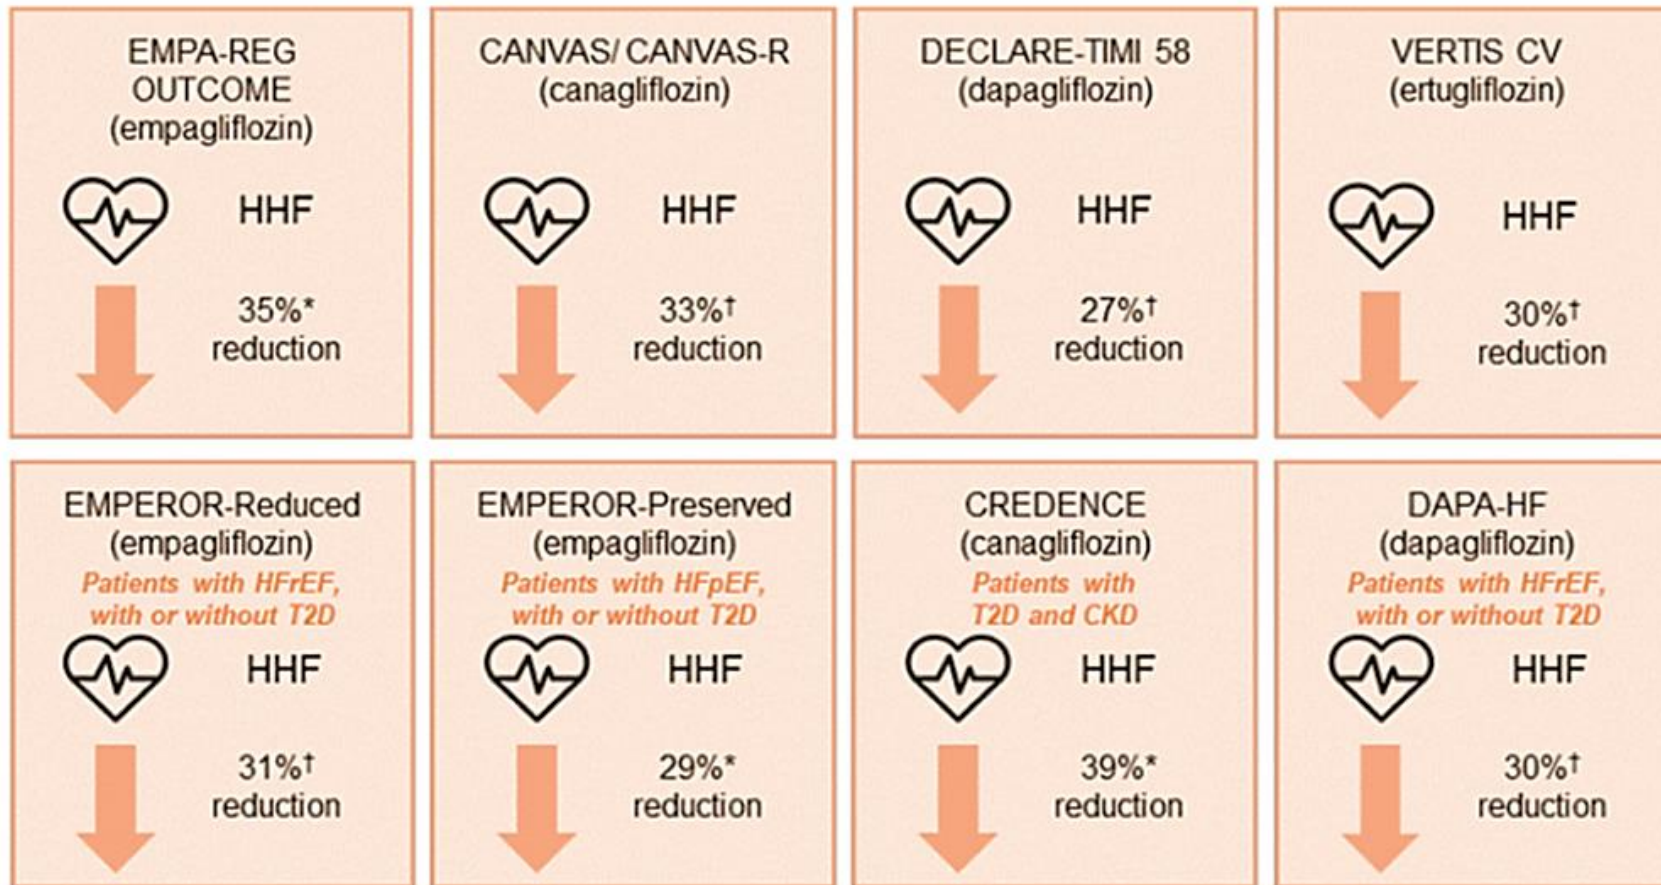 EMPA-REG
OUTCOME
(empagliflozin)
HHF
35%*
reduction
CANVAS/ CANVAS-R
(canagliflozin)
HHF
33%†
reduction
DECLARE-TIMI 58
(dapagliflozin)
HHF
27%†
reduction
VERTIS CV
(ertugliflozin)
HHF
30%†
reduction
EMPEROR-Reduced
(empagliflozin)
Patients with HFrEF,
with or without T2D
HHF
31%†
reduction
EMPEROR-Preserved
(empagliflozin)
Patients with HFpEF,
with or without T2D
HHF
29%*
reduction
CREDENCE
(canagliflozin)
Patients with
T2D and CKD
HHF
39%*
reduction
DAPA-HF
(dapagliflozin)
Patients with HFrEF,
with or without T2D
HHF
30%†
reduction